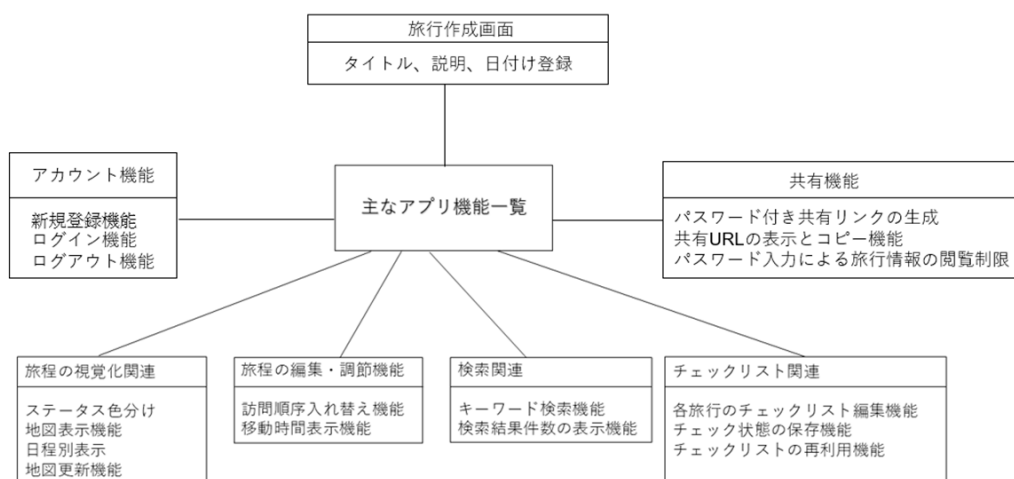 旅行作成画面
タイトル、説明、日付け登録
アカウント機能
新規登録機能
ログイン機能
ログアウト機能
主なアプリ機能一覧
共有機能
パスワード付き共有リンクの生成
共有URLの表示とコピー機能
パスワード入力による旅行情報の閲覧制限
旅程の視覚化関連
ステータス色分け
地図表示機能
日程別表示
地図更新機能
旅程の編集・調節機能
訪問順序入れ替え機能
移動時間表示機能
検索関連
キーワード検索機能
検索結果件数の表示機能
チェックリスト関連
各旅行のチェックリスト編集機能
チェック状態の保存機能
チェックリストの再利用機能